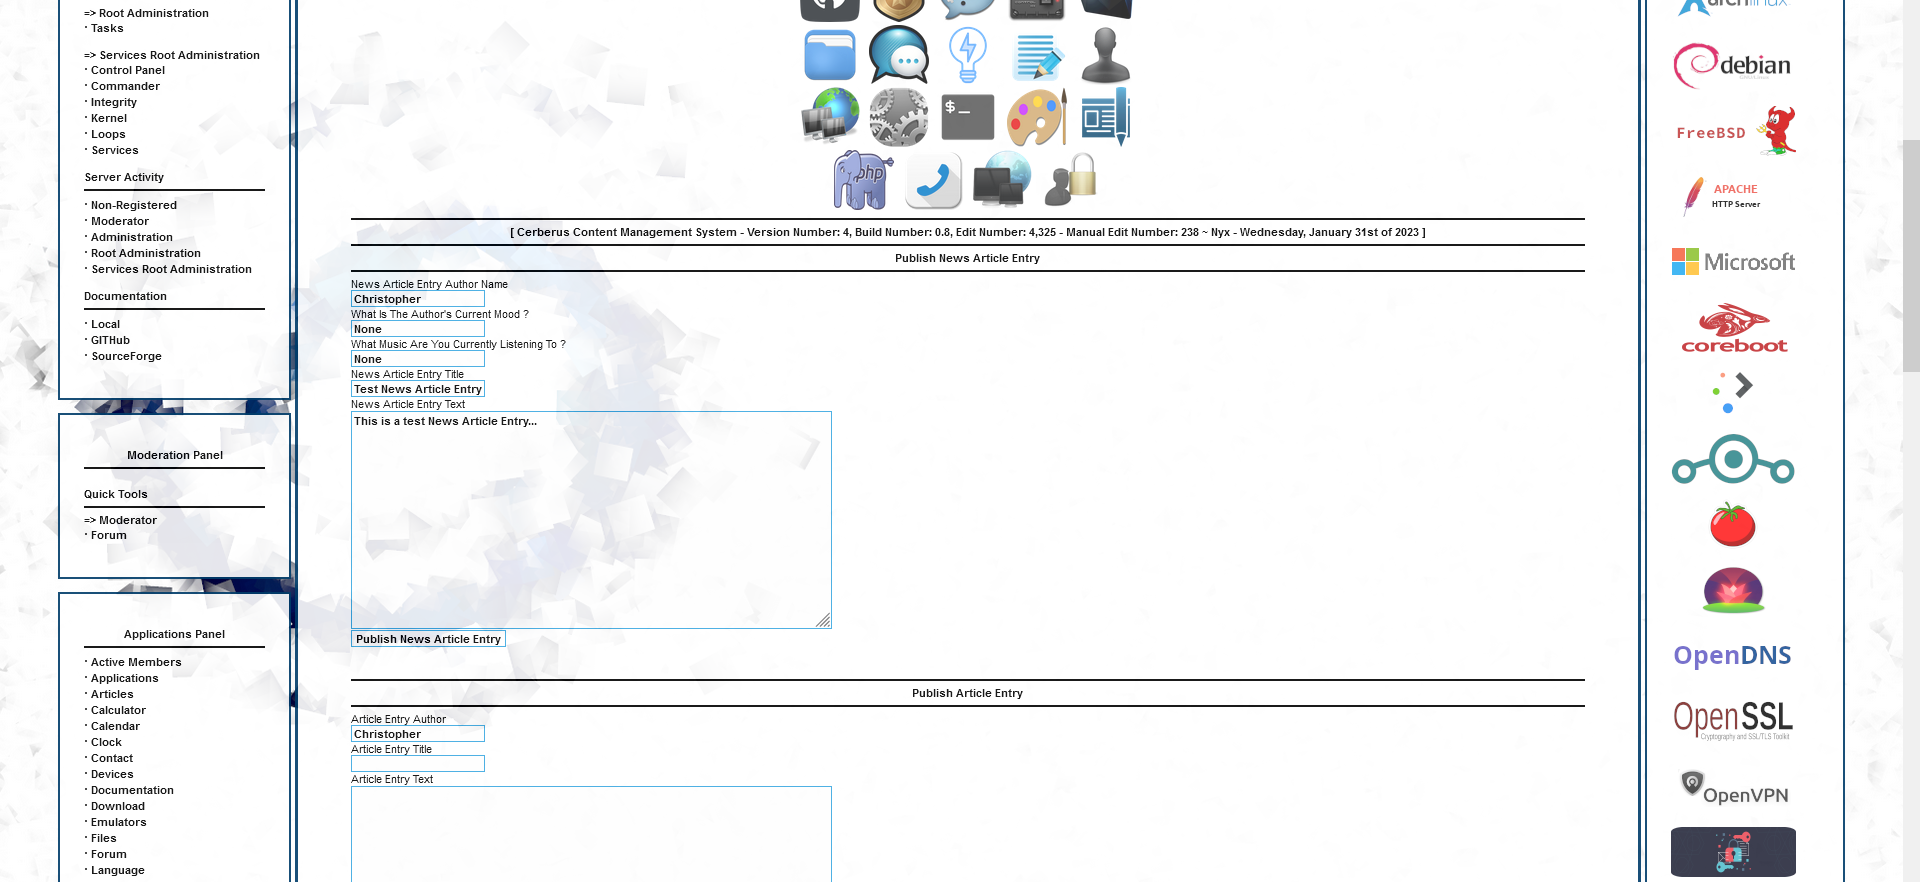 => Root Administration
· Tasks
=> Services Root Administration
· Control Panel
· Commander
· Integrity
· Kernel
· Loops
· Services
Server Activity
· Non-Registered
· Moderator
· Administration
· Root Administration
· Services Root Administration
Documentation
· Local
· GITHub
· SourceForge
Moderation Panel
Quick Tools
=> Moderator
· Forum
Applications Panel
· Active Members
· Applications
· Articles
· Calculator
· Calendar
· Clock
· Contact
· Devices
· Documentation
· Download
· Emulators
· Files
· Forum
· Language
$_
php
[ Cerberus Content Management System - Version Number: 4, Build Number: 0.8, Edit Number: 4,325 - Manual Edit Number: 238 ~ Nyx - Wednesday, January 31st of 2023 ]
Publish News Article Entry
News Article Entry Author Name
Christopher
What Is The Author's Current Mood ?
None
What Music Are You Currently Listening To ?
None
News Article Entry Title
Test News Article Entry
News Article Entry Text
This is a test News Article Entry...
Publish News Article Entry
Publish Article Entry
Article Entry Author
Christopher
Article Entry Title
Article Entry Text
archlinux
debian
FreeBSD
APACHE
HTTP Server
Microsoft
coreboot
OpenDNS
OpenSSL
Cryptography and SSL/TLS Toolkit
OpenVPN